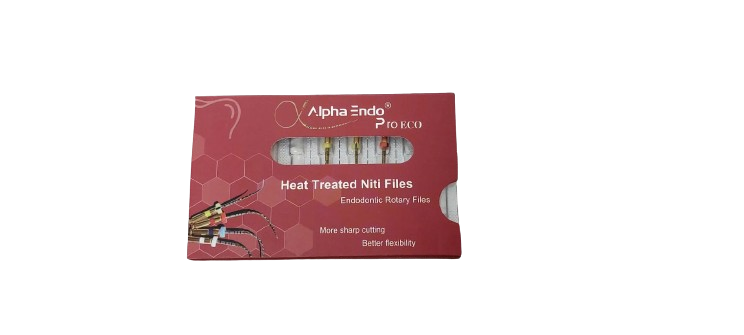 Alpha Endo®
Pro ECO
Heat Treated Niti Files
Endodontic Rotary Files
More sharp cutting
Better flexibility